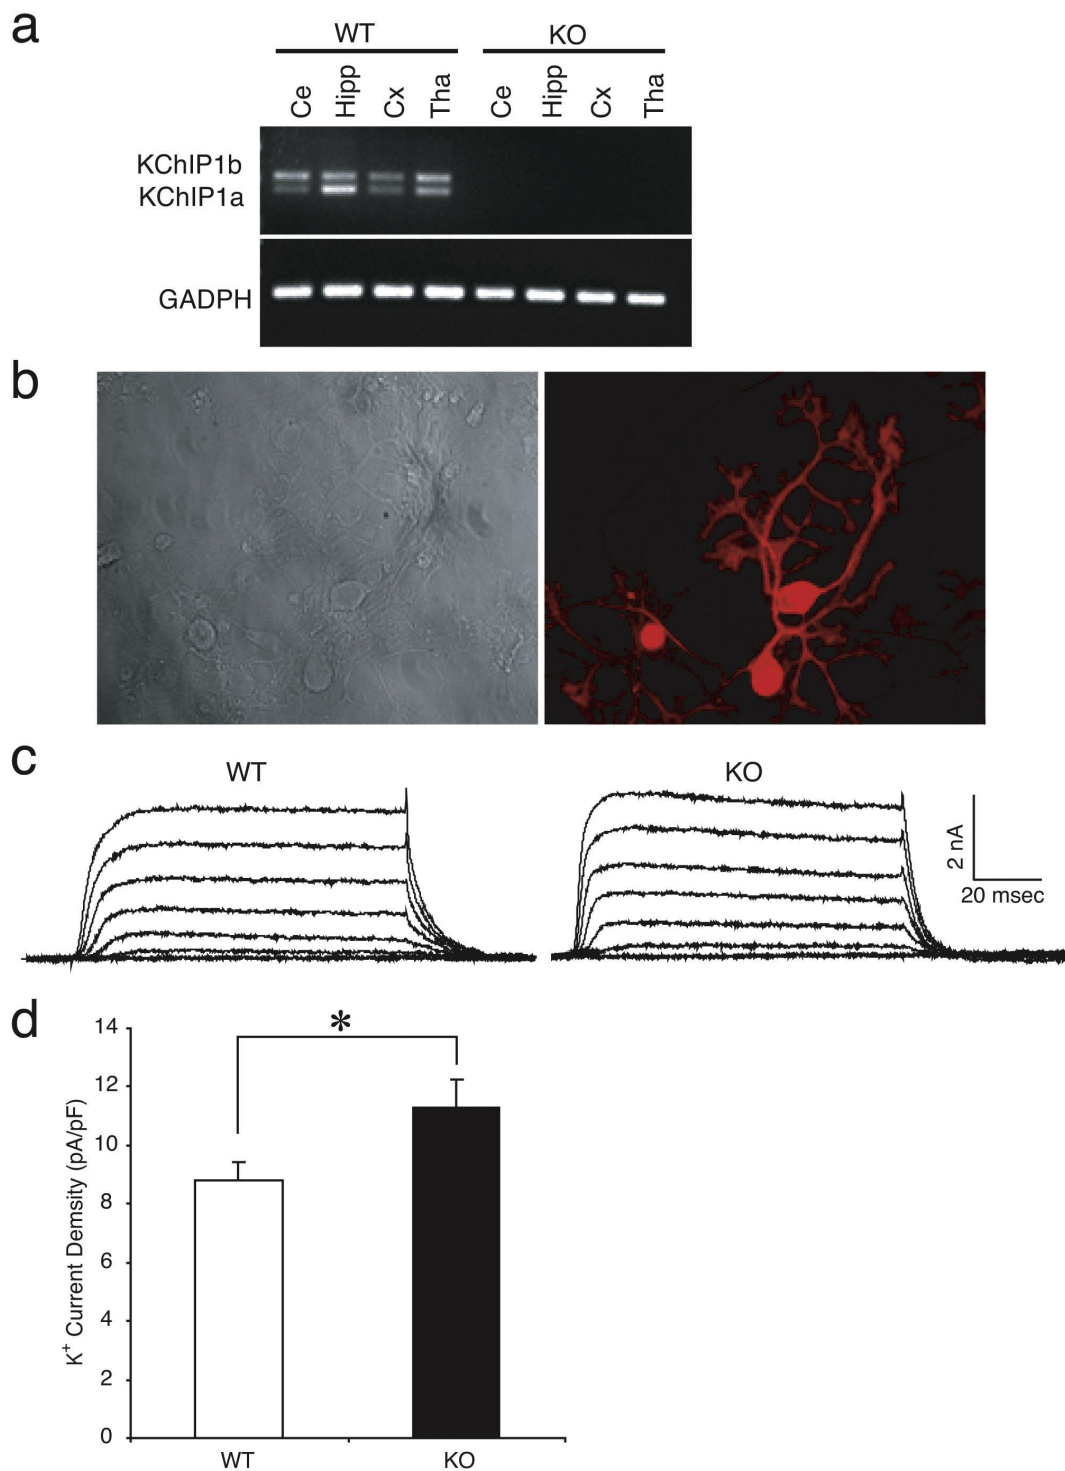 a
WT KO
Ce Hipp Cx Tha Ce Hipp Cx Tha
KChIP1b
KChIP1a
GADPH
b
c
WT KO
2 nA
20 msec
d
*
14
12
10
8
6
4
2
0
K+ Current Demsity (pA/pF)
WT KO